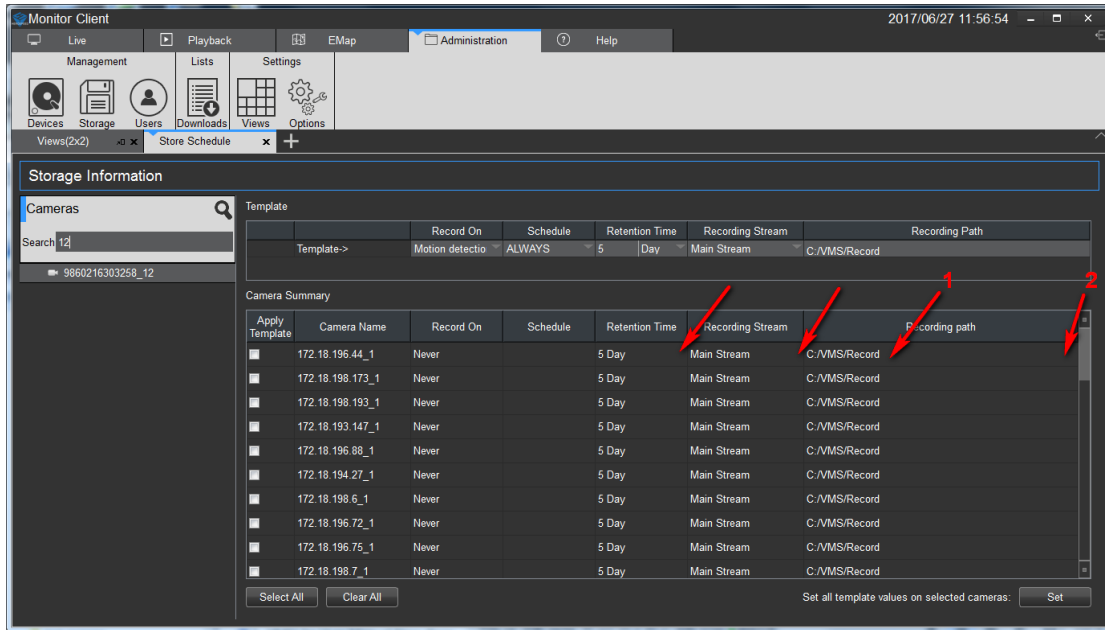 Monitor Client 2017/06/27 11:56:54
Live Playback EMap Administration ? Help
Management Lists Settings
Devices Storage Users Downloads Views Options
Views(2x2) Store Schedule
Storage Information
Cameras
Search 12
9860216303258_12
Template
Record On Schedule Retention Time Recording Stream Recording Path
Template-> Motion detectio ALWAYS 5 Day Main Stream C:/VMS/Record
1 2
Camera Summary
Apply Template Camera Name Record On Schedule Retention Time Recording Stream Recording path
172.18.196.44_1 Never 5 Day Main Stream C:/VMS/Record
172.18.198.173_1 Never 5 Day Main Stream C:/VMS/Record
172.18.198.193_1 Never 5 Day Main Stream C:/VMS/Record
172.18.193.147_1 Never 5 Day Main Stream C:/VMS/Record
172.18.196.88_1 Never 5 Day Main Stream C:/VMS/Record
172.18.194.27_1 Never 5 Day Main Stream C:/VMS/Record
172.18.198.6_1 Never 5 Day Main Stream C:/VMS/Record
172.18.196.72_1 Never 5 Day Main Stream C:/VMS/Record
172.18.196.75_1 Never 5 Day Main Stream C:/VMS/Record
172.18.198.7_1 Never 5 Day Main Stream C:/VMS/Record
Select All Clear All Set all template values on selected cameras: Set